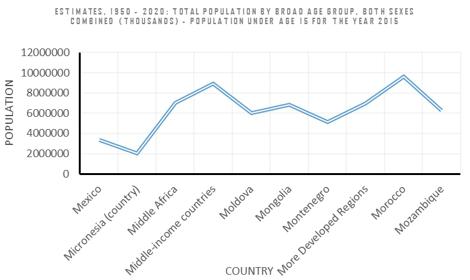 ESTIMATES, 1950 - 2020: TOTAL POPULATION BY BROAD AGE GROUP, BOTH SEXES
COMBINED (THOUSANDS) - POPULATION UNDER AGE 15 FOR THE YEAR 2015
12000000
10000000
8000000
6000000
4000000
2000000
0
POPULATION
Mexico
Micronesia (country)
Middle Africa
Middle-income countries
Moldova
Mongolia
Montenegro
More Developed Regions
Morocco
Mozambique
COUNTRY